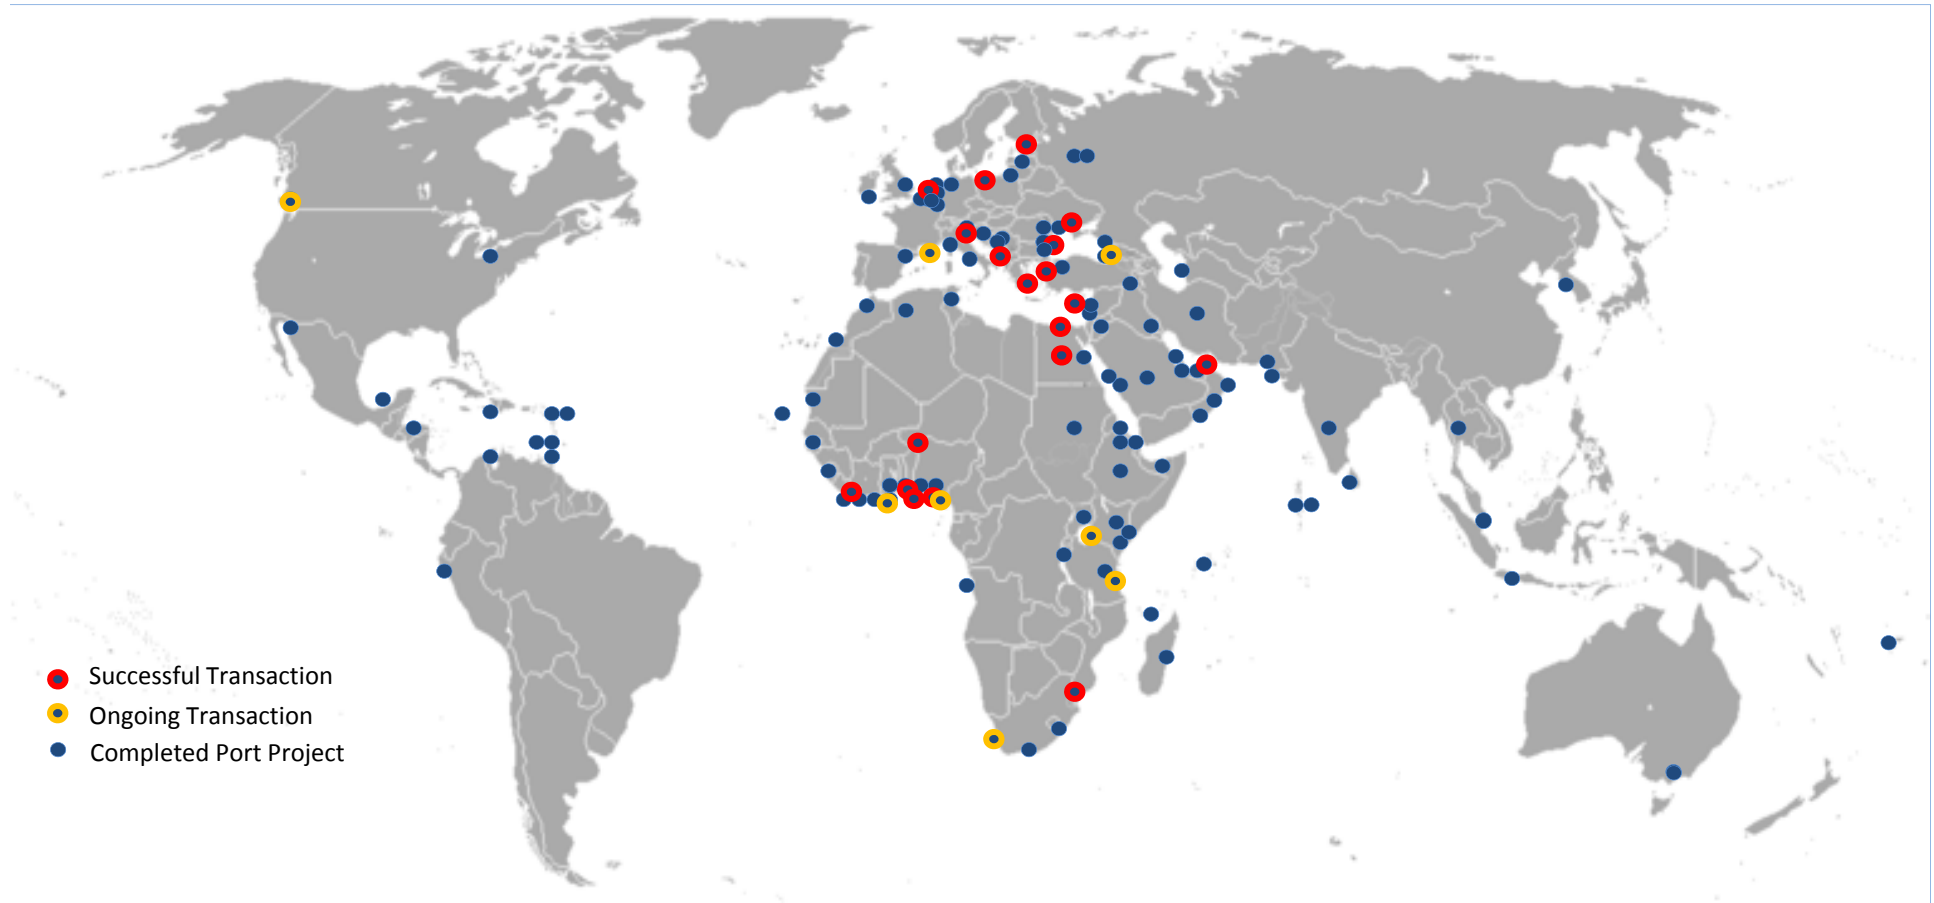 Successful Transaction
Ongoing Transaction
Completed Port Project